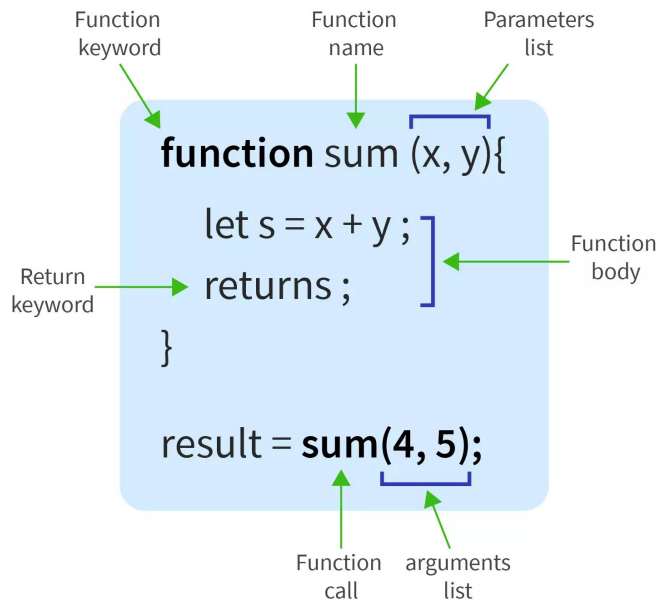 Function
keyword
Function
name
Parameters
list
function sum (x, y){
let s = x + y ;
returns ;
}
Function
body
Return
keyword
result = sum(4, 5);
Function
call
arguments
list